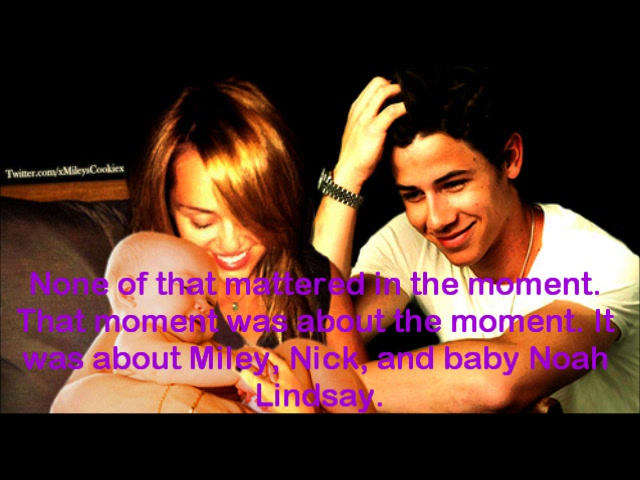 Twitter.com/xMileysCookiex
None of that mattered in the moment.
That moment was about the moment. It
was about Miley, Nick, and baby Noah
Lindsay.